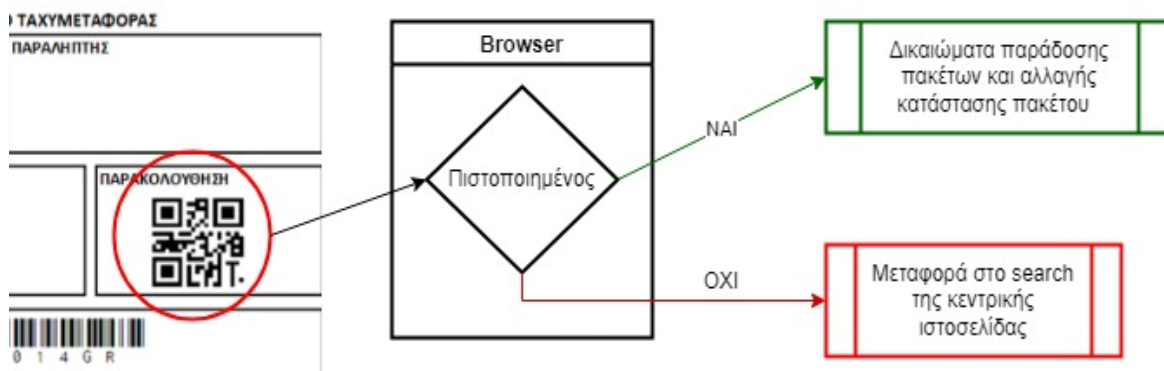 Ο ΤΑΧΥΜΕΤΑΦΟΡΑΣ
ΠΑΡΑΛΗΠΤΗΣ
ΠΑΡΑΚΟΛΟΥΘΗΣΗ
0 1 4 G R
Browser
Πιστοποιημένος
ΝΑΙ
Δικαιώματα παράδοσης
πακέτων και αλλαγής
κατάστασης πακέτου
ΟΧΙ
Μεταφορά στο search
της κεντρικής
ιστοσελίδας